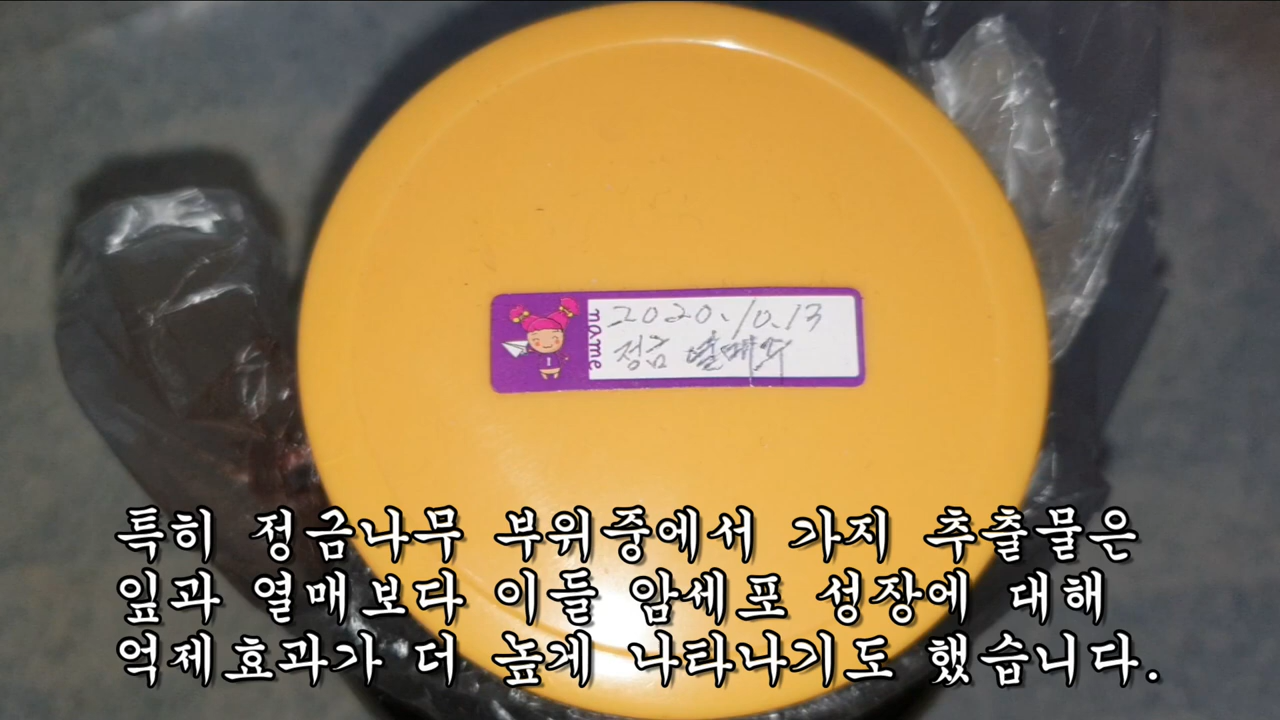 name
2020.10.13
정금 열매주
특히 정금나무 부위중에서 가지 추출물은
잎과 열매보다 이들 암세포 성장에 대해
억제효과가 더 높게 나타나기도 했습니다.